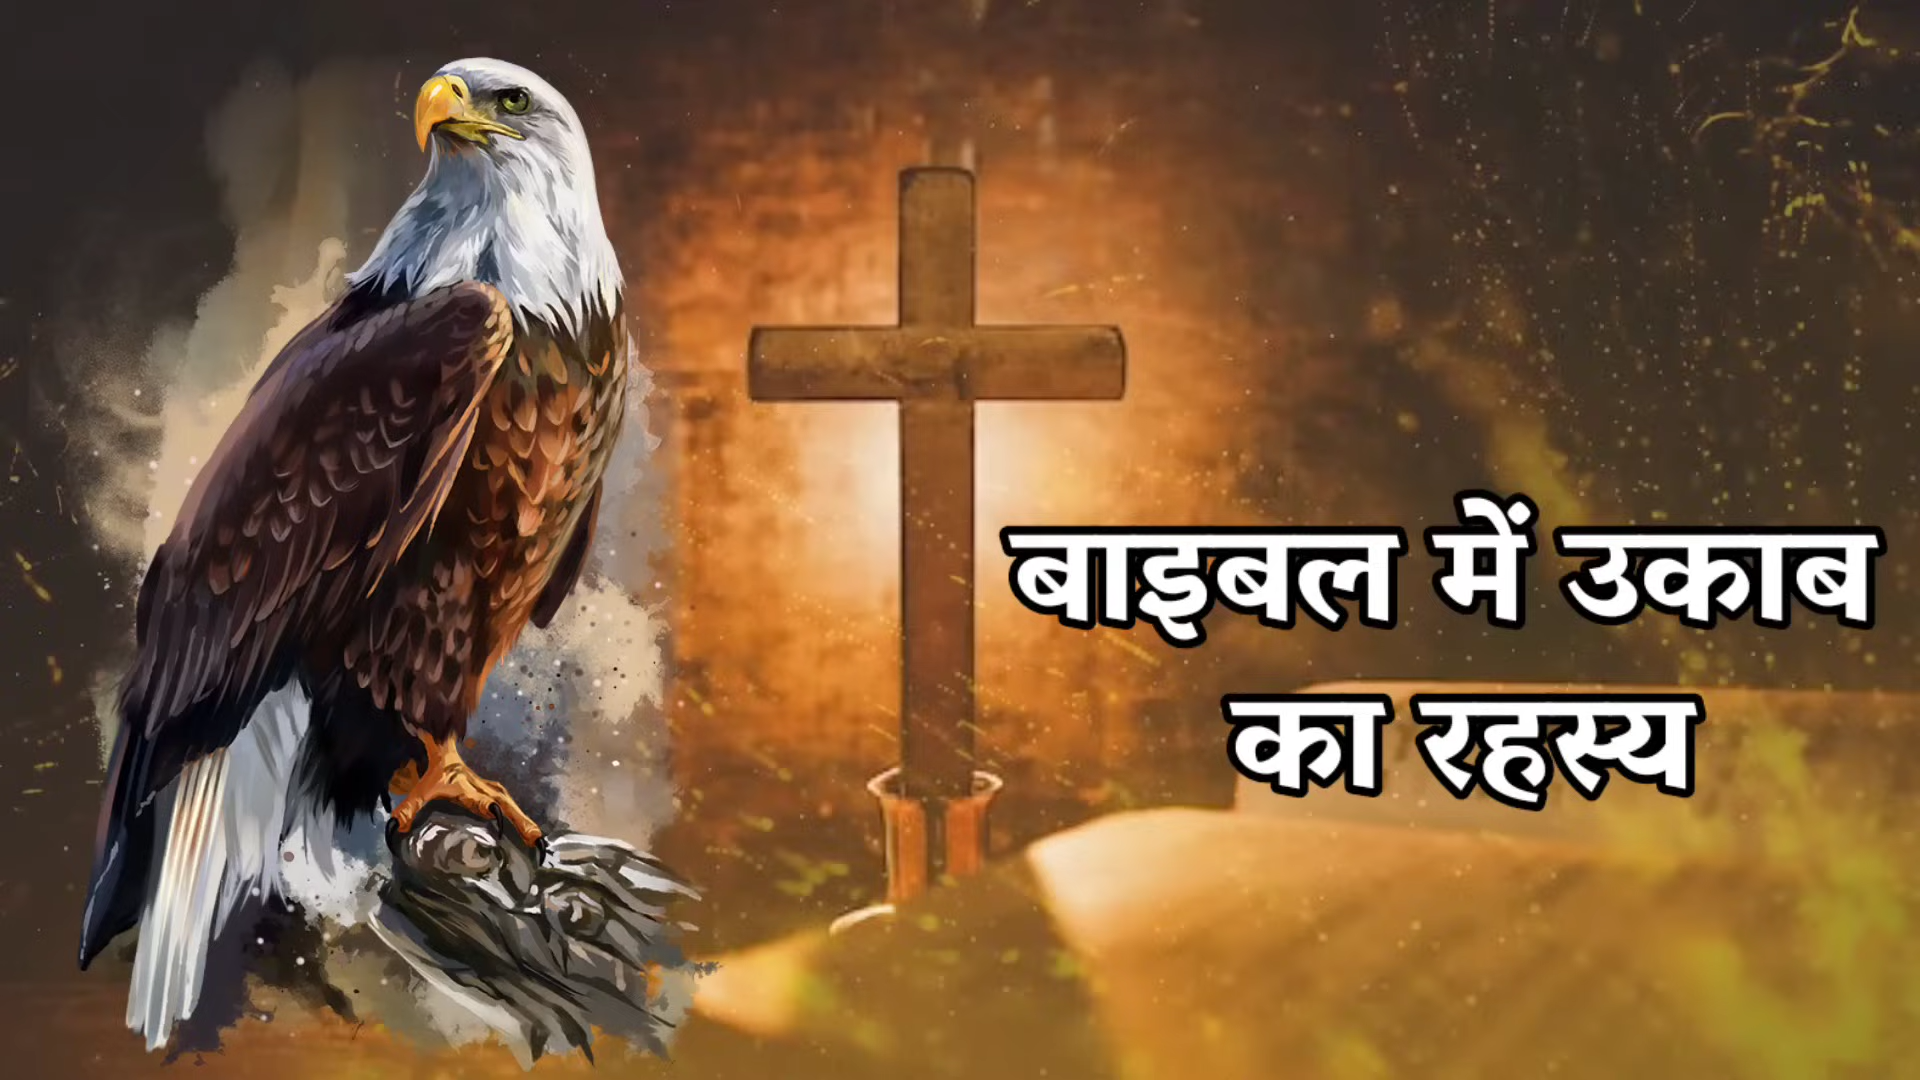 बाइबल में उकाब
का रहस्य